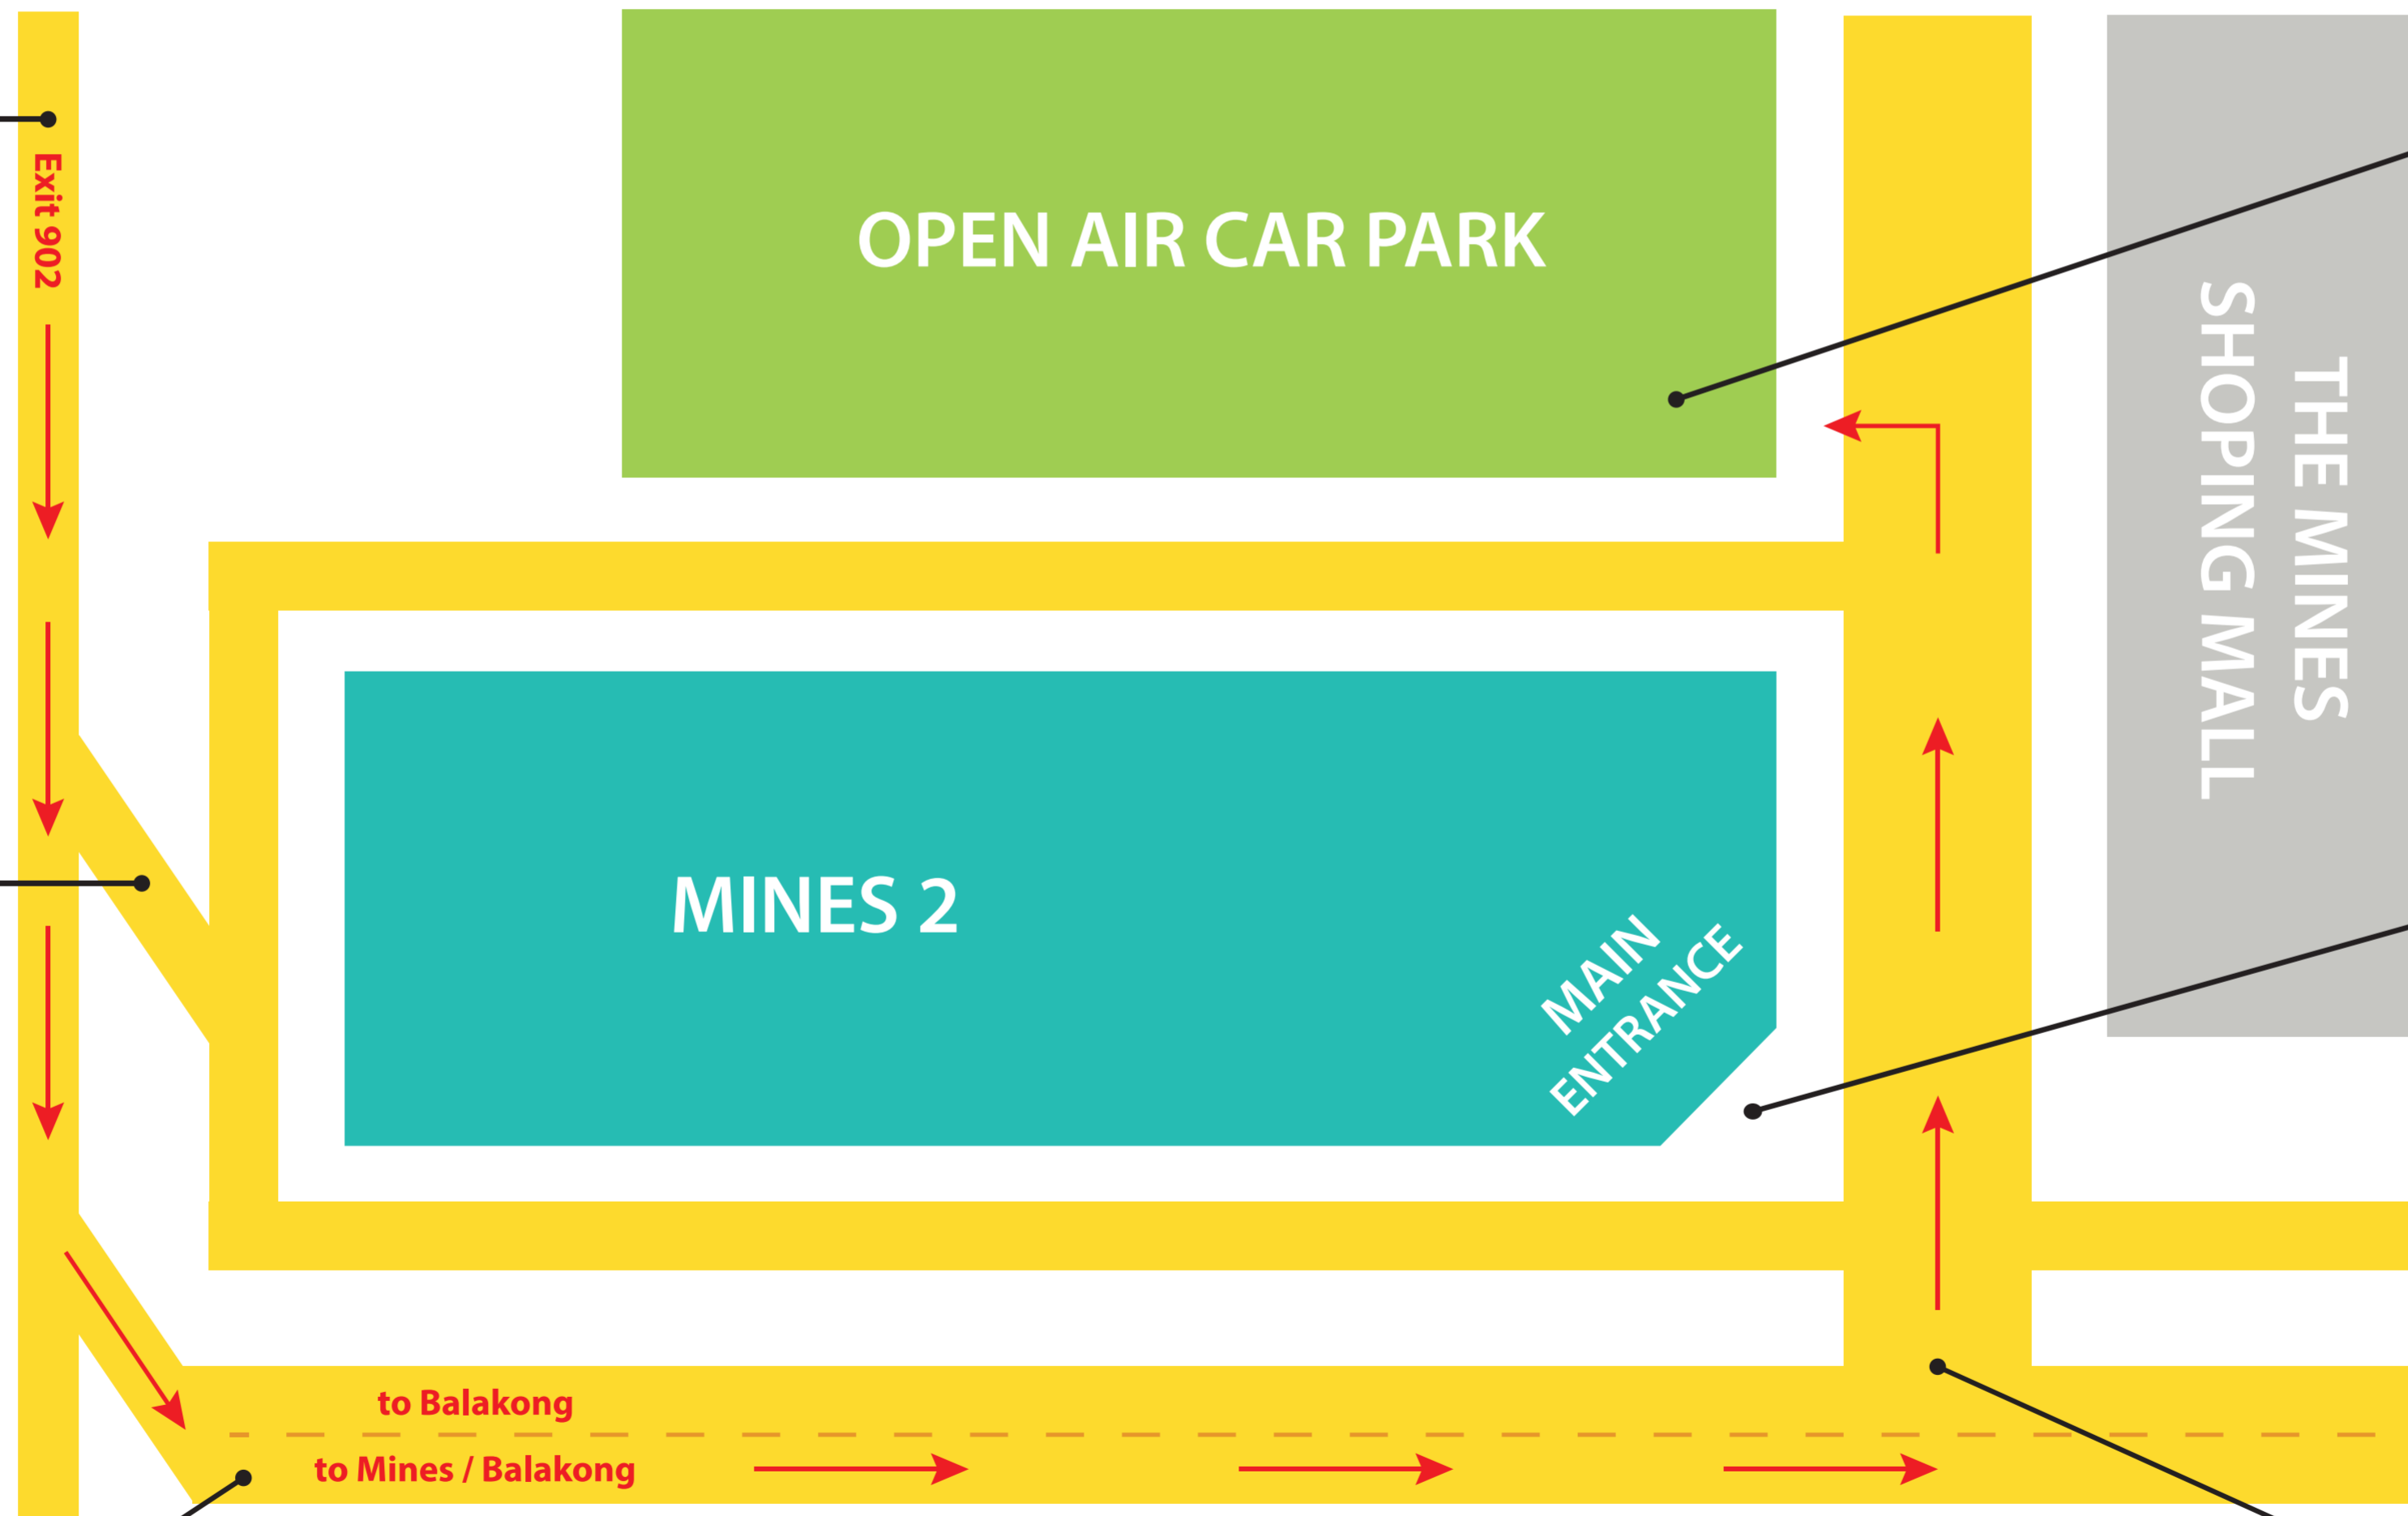 Exit 902
OPEN AIR CAR PARK
THE MINES
SHOPING MALL
MINES 2
MAIN
ENTRANCE
to Balakong
to Mines / Balakong